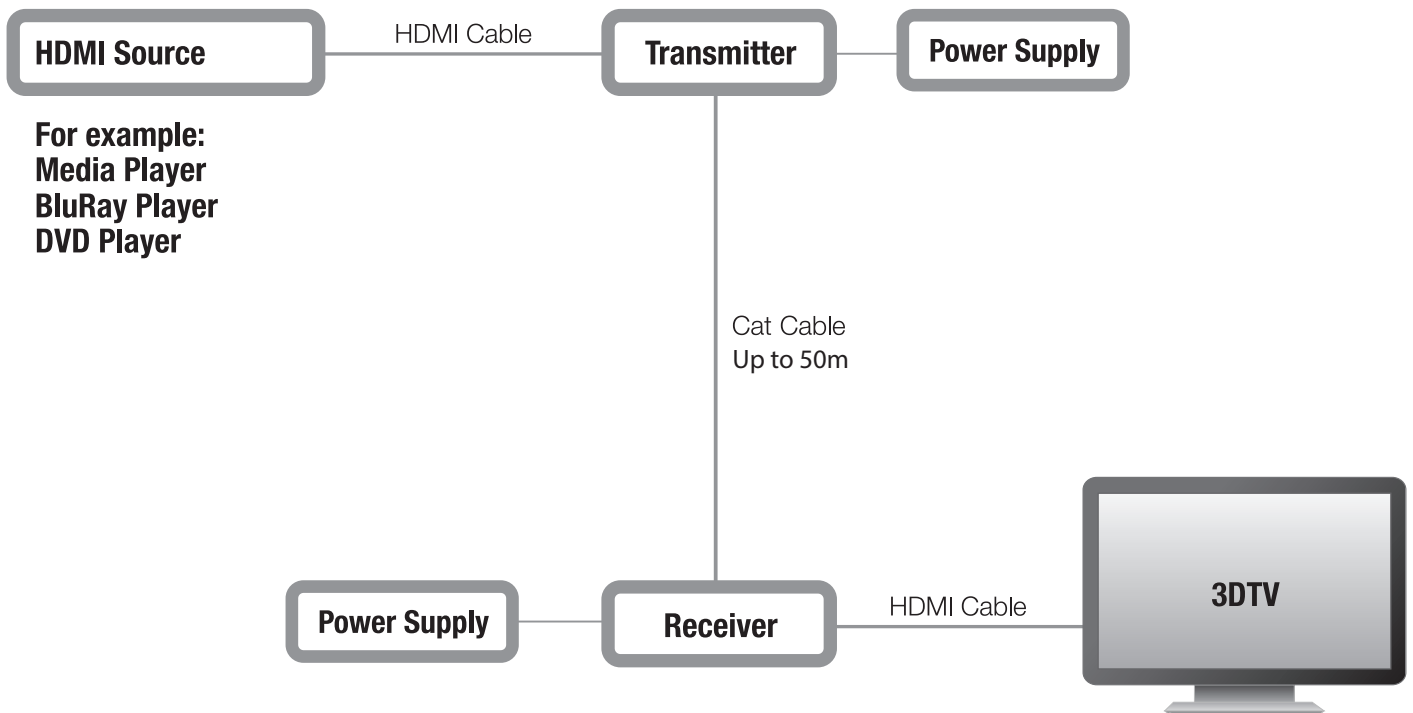 HDMI Source
HDMI Cable
Transmitter
Power Supply
For example:
Media Player
BluRay Player
DVD Player
Cat Cable
Up to 50m
Power Supply
Receiver
HDMI Cable
3DTV